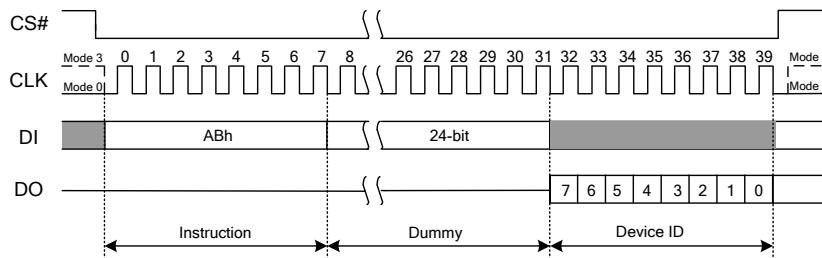 CS#
Mode 3 0 1 2 3 4 5 6 7 8 26 27 28 29 30 31 32 33 34 35 36 37 38 39 Mode
CLK
Mode 0 Mode
DI ABh 24-bit
DO 7 6 5 4 3 2 1 0
Instruction Dummy Device ID